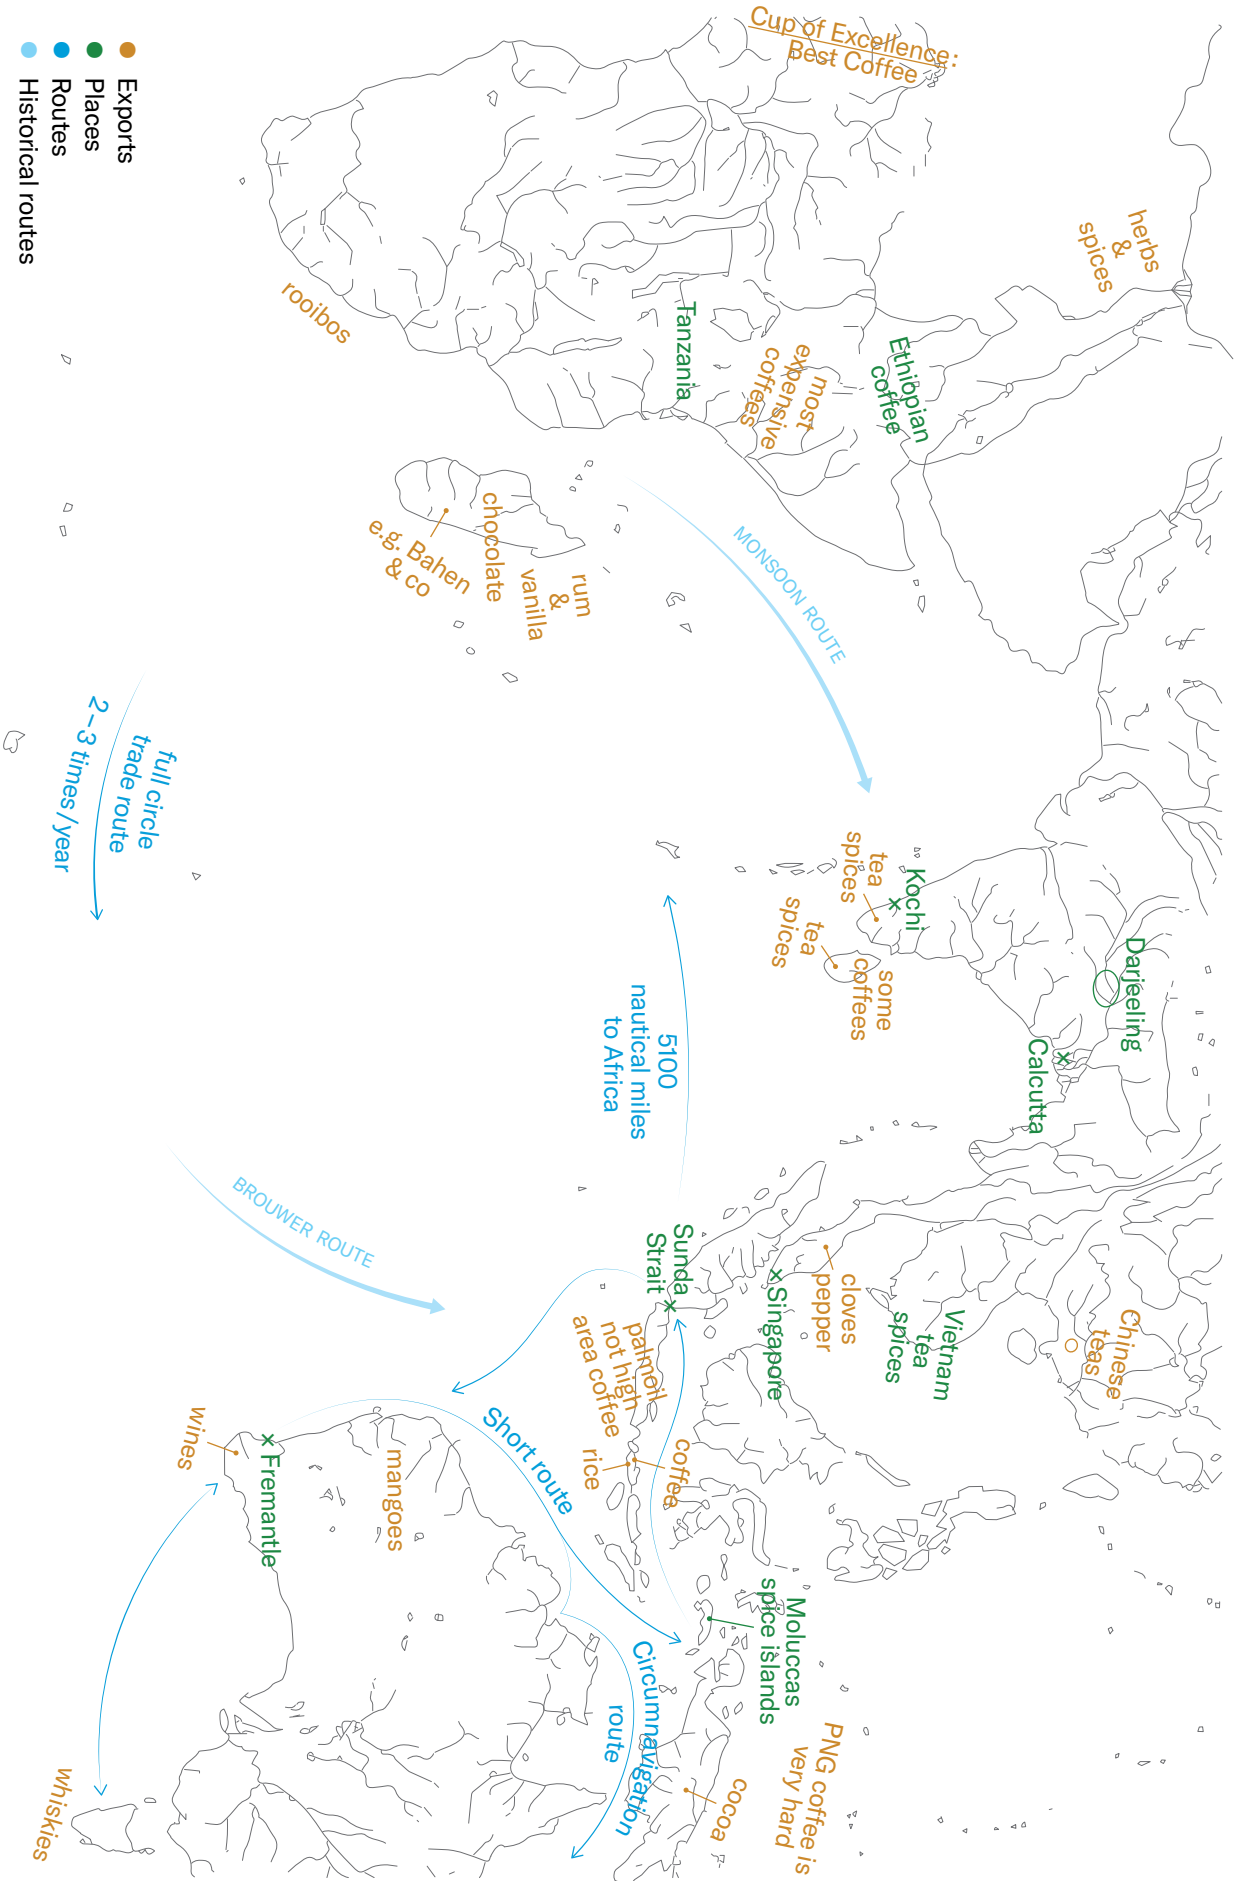 Cup of Excellence:
Best Coffee
herbs
&
spices
Ethiopian
coffee
most
expensive
coffees
Tanzania
rooibos
chocolate
e.g. Bahen
& co
rum
&
vanilla
MONSOON ROUTE
full circle
trade route
2–3 times/year
Darjeeling
Calcutta
Kochi
tea
spices
tea
spices
some
coffees
5100
nautical miles
to Africa
BROUWER ROUTE
Chinese
teas
Vietnam
tea
spices
cloves
pepper
Singapore
Sunda
Strait
palmoil
not high
area coffee
rice
coffee
Short route
mangoes
Fremantle
wines
Moluccas
spice islands
Circumnavigation
route
PNG coffee is
very hard
cocoa
whiskies
Exports
Places
Routes
Historical routes